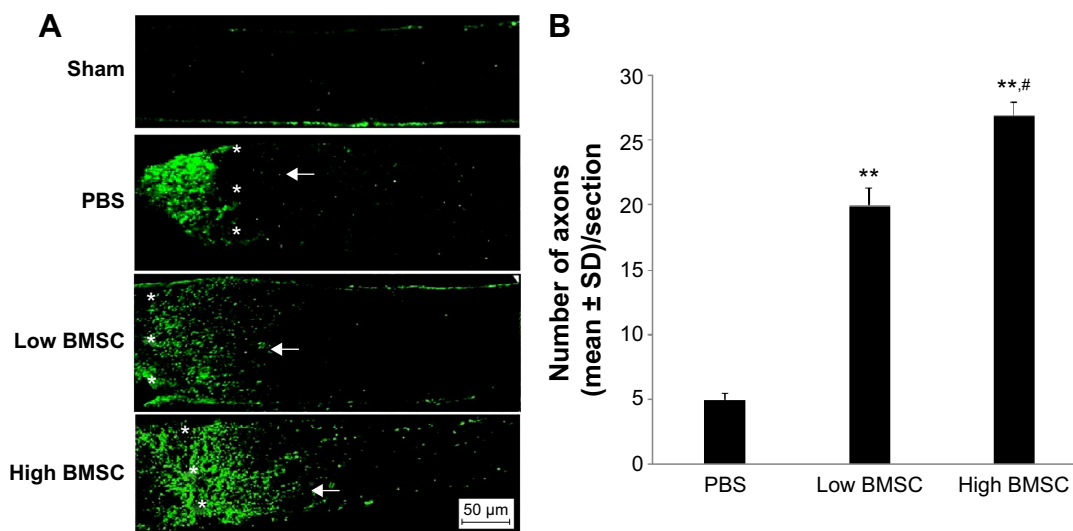 A
Sham
PBS
Low BMSC
High BMSC
*
*
*
*
*
*
*
*
*
50 µm
B
Number of axons
(mean ± SD)/section
30
25
20
15
10
5
0
**
**,#
PBS
Low BMSC
High BMSC